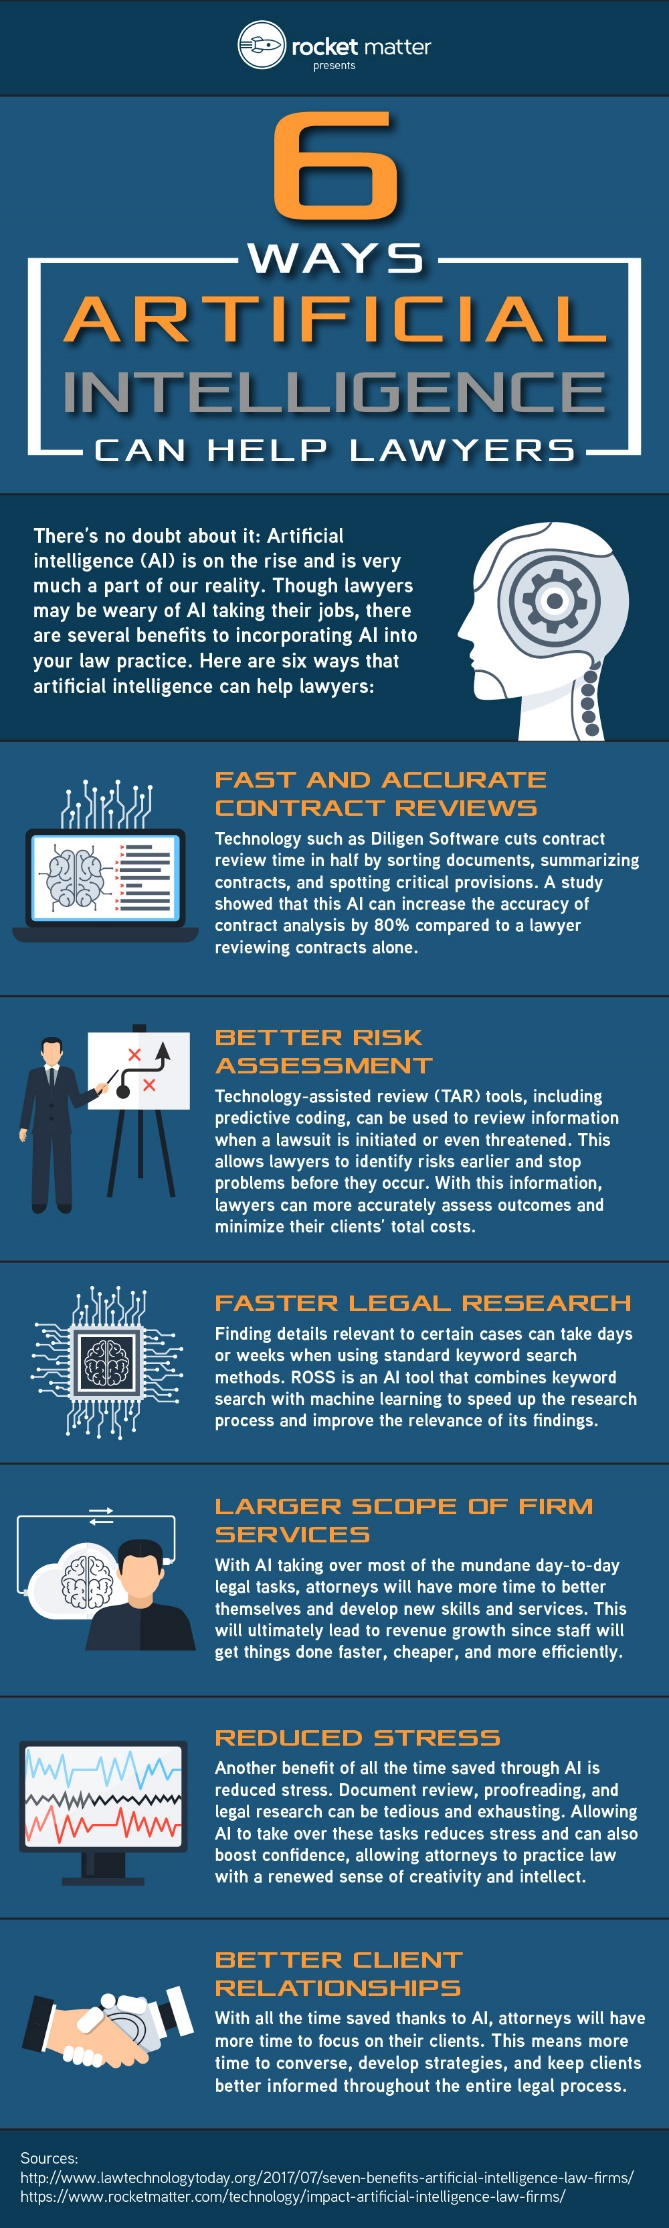 rocket matter
presents
6
WAYS
ARTIFICIAL
INTELLIGENCE
CAN HELP LAWYERS
There's no doubt about it: Artificial
intelligence (AI) is on the rise and is very
much a part of our reality. Though lawyers
may be weary of AI taking their jobs, there
are several benefits to incorporating AI into
your law practice. Here are six ways that
artificial intelligence can help lawyers:
FAST AND ACCURATE
CONTRACT REVIEWS
Technology such as Diligen Software cuts contract
review time in half by sorting documents, summarizing
contracts, and spotting critical provisions. A study
showed that this AI can increase the accuracy of
contract analysis by 80% compared to a lawyer
reviewing contracts alone.
BETTER RISK
ASSESSMENT
Technology-assisted review (TAR) tools, including
predictive coding, can be used to review information
when a lawsuit is initiated or even threatened. This
allows lawyers to identify risks earlier and stop
problems before they occur. With this information,
lawyers can more accurately assess outcomes and
minimize their clients' total costs.
FASTER LEGAL RESEARCH
Finding details relevant to certain cases can take days
or weeks when using standard keyword search
methods. ROSS is an AI tool that combines keyword
search with machine learning to speed up the research
process and improve the relevance of its findings.
LARGER SCOPE OF FIRM
SERVICES
With AI taking over most of the mundane day-to-day
legal tasks, attorneys will have more time to better
themselves and develop new skills and services. This
will ultimately lead to revenue growth since staff will
get things done faster, cheaper, and more efficiently.
REDUCED STRESS
Another benefit of all the time saved through AI is
reduced stress. Document review, proofreading, and
legal research can be tedious and exhausting. Allowing
AI to take over these tasks reduces stress and can also
boost confidence, allowing attorneys to practice law
with a renewed sense of creativity and intellect.
BETTER CLIENT
RELATIONSHIPS
With all the time saved thanks to AI, attorneys will have
more time to focus on their clients. This means more
time to converse, develop strategies, and keep clients
better informed throughout the entire legal process.
Sources:
http://www.lawtechnologytoday.org/2017/07/seven-benefits-artificial-intelligence-law-firms/
https://www.rocketmatter.com/technology/impact-artificial-intelligence-law-firms/